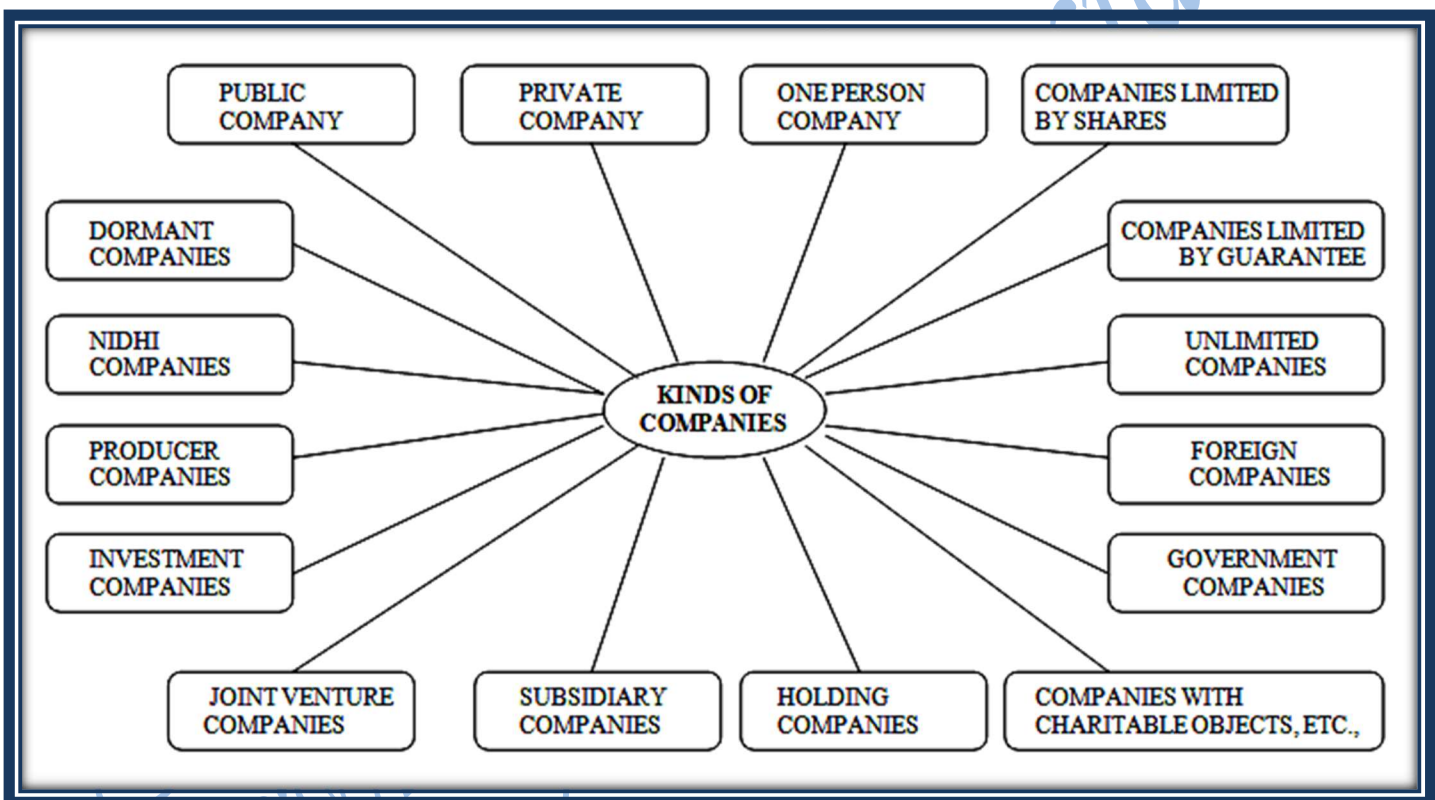 PUBLIC
COMPANY
PRIVATE
COMPANY
ONE PERSON
COMPANY
COMPANIES LIMITED
BY SHARES
DORMANT
COMPANIES
COMPANIES LIMITED
BY GUARANTEE
NIDHI
COMPANIES
UNLIMITED
COMPANIES
KINDS OF
COMPANIES
PRODUCER
COMPANIES
FOREIGN
COMPANIES
INVESTMENT
COMPANIES
GOVERNMENT
COMPANIES
JOINT VENTURE
COMPANIES
SUBSIDIARY
COMPANIES
HOLDING
COMPANIES
COMPANIES WITH
CHARITABLE OBJECTS, ETC.,